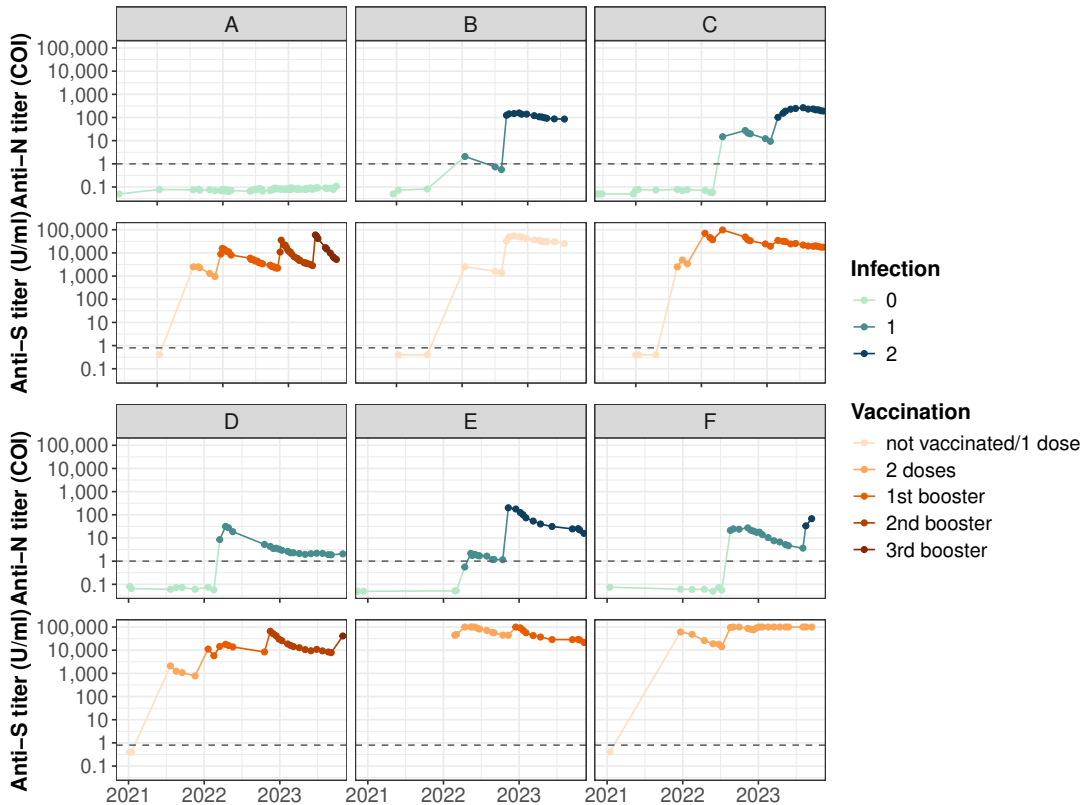 A B C
Anti−N titer (COI)
100,000
10,000
1,000
100
10
1
0.1
Anti−S titer (U/ml)
100,000
10,000
1,000
100
10
1
0.1
Infection
0
1
2
Vaccination
not vaccinated/1 dose
2 doses
1st booster
2nd booster
3rd booster
D E F
Anti−N titer (COI)
100,000
10,000
1,000
100
10
1
0.1
Anti−S titer (U/ml)
100,000
10,000
1,000
100
10
1
0.1
2021 2022 2023 2021 2022 2023 2021 2022 2023